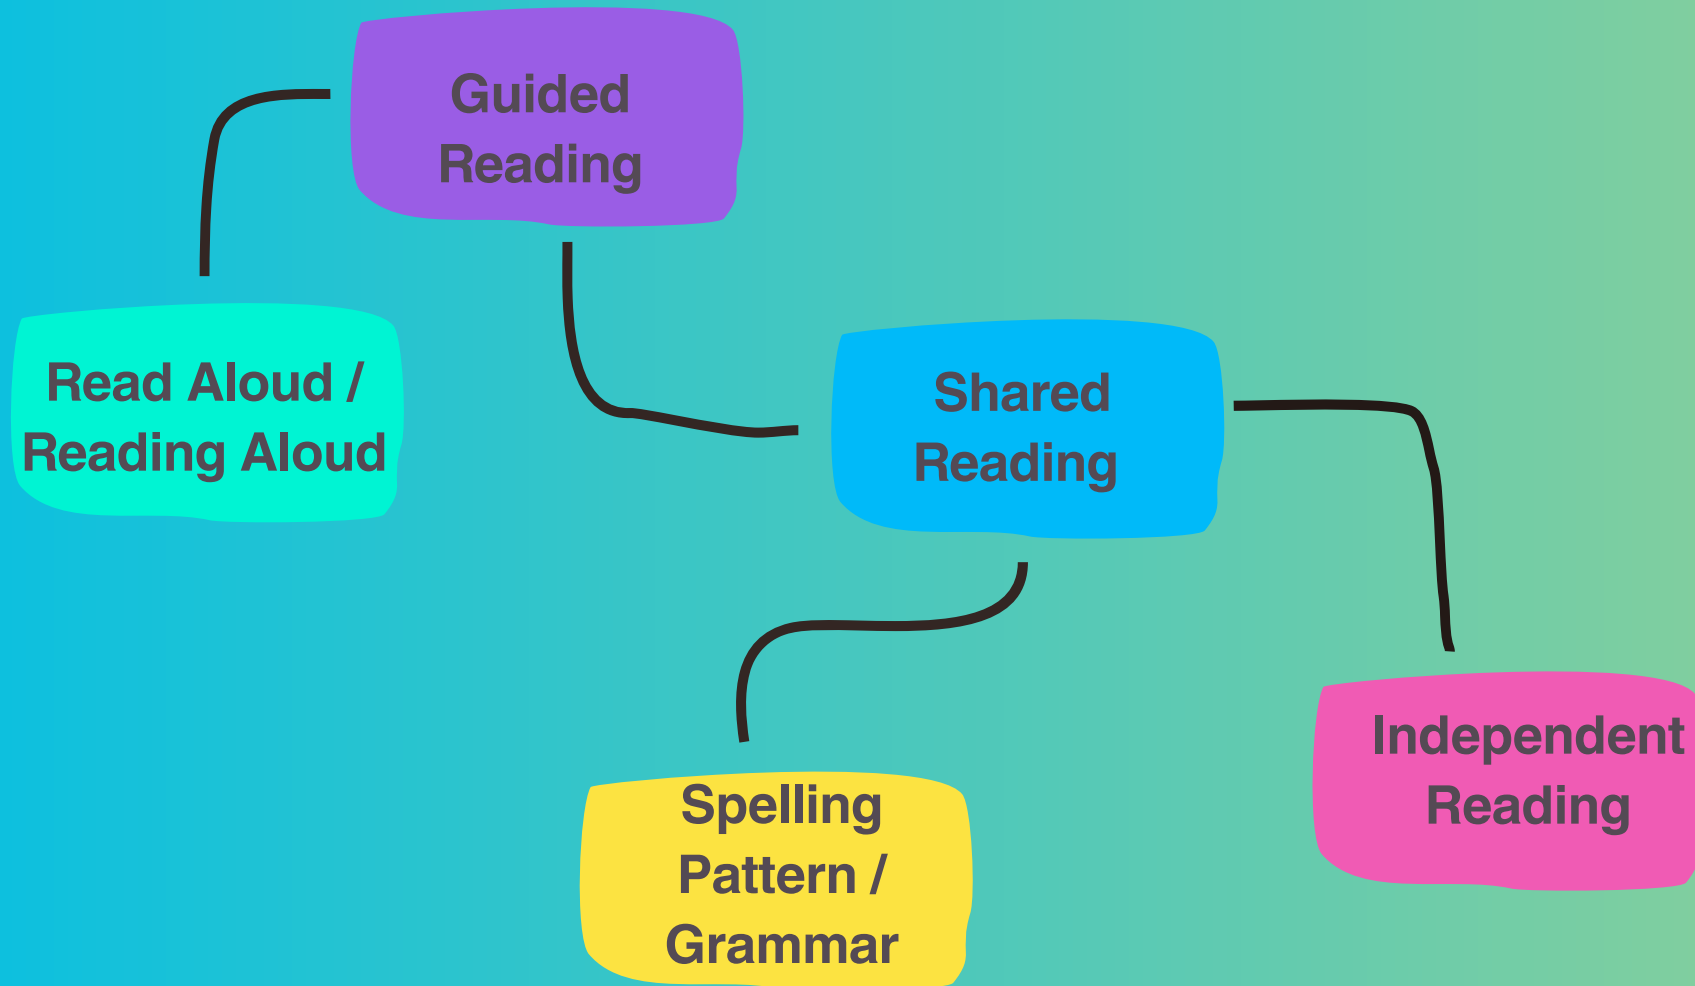 Guided
Reading
Read Aloud /
Reading Aloud
Shared
Reading
Independent
Reading
Spelling
Pattern /
Grammar